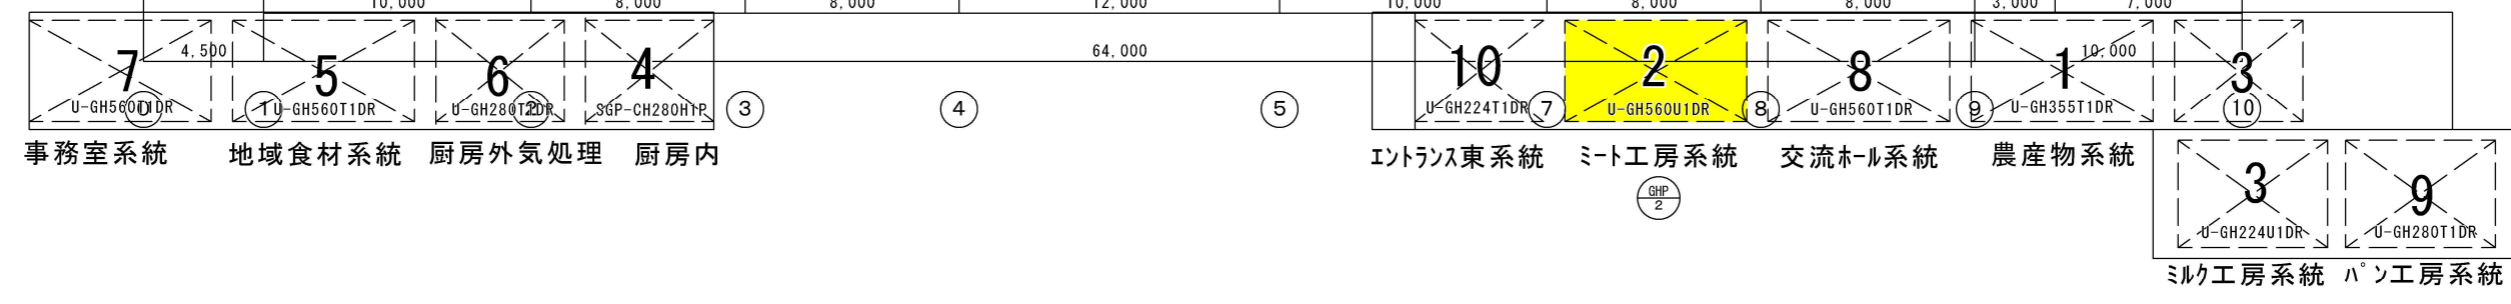 10,000 8,000 8,000 12,000 10,000 8,000 8,000 3,000 7,000
4,500 64,000 10,000
7 5 6 4 10 2 8 1 3
U-GH560T1DR U-GH560T1DR U-GH280T2DR SGP-CH280H1P U-GH224T1DR U-GH560U1DR U-GH560T1DR U-GH355T1DR
0 1 2 3 4 5 7 8 9 10
事務室系統 地域食材系統 厨房外気処理 厨房内 エントランス東系統 ミート工房系統 交流ホール系統 農産物系統
GHP
2
3 9
U-GH224U1DR U-GH280T1DR
ミルク工房系統 パン工房系統